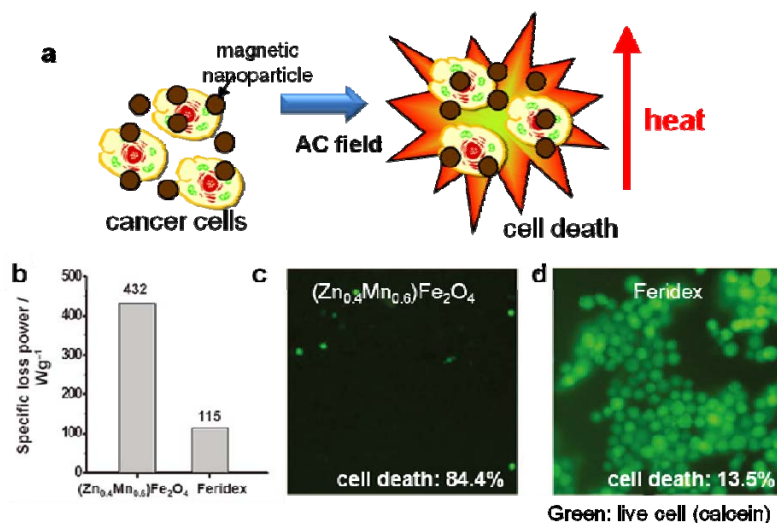 a
magnetic
nanoparticle
AC field
heat
cancer cells
cell death
b
Specific loss power /
Wg⁻¹
500
400
300
200
100
0
432
115
(Zn₀.₄Mn₀.₆)Fe₂O₄ Feridex
c
(Zn₀.₄Mn₀.₆)Fe₂O₄
cell death: 84.4%
d
Feridex
cell death: 13.5%
Green: live cell (calcein)